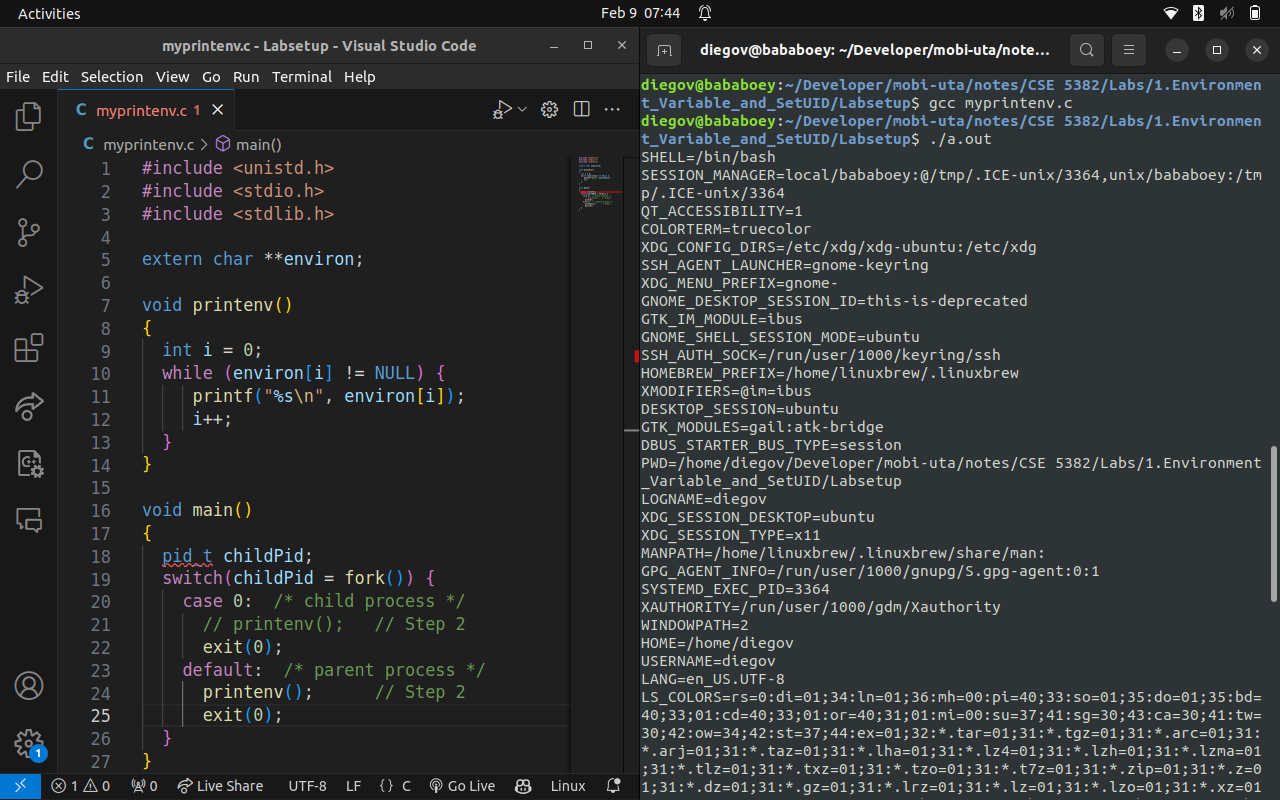 Activities
Feb 9 07:44
myprintenv.c - Labsetup - Visual Studio Code
File Edit Selection View Go Run Terminal Help
C myprintenv.c 1
C myprintenv.c > main()
1 #include <unistd.h>
2 #include <stdio.h>
3 #include <stdlib.h>
4
5 extern char **environ;
6
7 void printenv()
8 {
9   int i = 0;
10   while (environ[i] != NULL) {
11      printf("%s\n", environ[i]);
12      i++;
13   }
14 }
15
16 void main()
17 {
18   pid_t childPid;
19   switch(childPid = fork()) {
20     case 0:  /* child process */
21       // printenv();   // Step 2
22       exit(0);
23     default:  /* parent process */
24       printenv();      // Step 2
25       exit(0);
26   }
27 }
1
1 0 0 Live Share UTF-8 LF {} C Go Live Linux
diegov@bababoey: ~/Developer/mobi-uta/note...
diegov@bababoey:~/Developer/mobi-uta/notes/CSE 5382/Labs/1.Environmen
t_Variable_and_SetUID/Labsetup$ gcc myprintenv.c
diegov@bababoey:~/Developer/mobi-uta/notes/CSE 5382/Labs/1.Environmen
t_Variable_and_SetUID/Labsetup$ ./a.out
SHELL=/bin/bash
SESSION_MANAGER=local/bababoey:@/tmp/.ICE-unix/3364,unix/bababoey:/tm
p/.ICE-unix/3364
QT_ACCESSIBILITY=1
COLORTERM=truecolor
XDG_CONFIG_DIRS=/etc/xdg/xdg-ubuntu:/etc/xdg
SSH_AGENT_LAUNCHER=gnome-keyring
XDG_MENU_PREFIX=gnome-
GNOME_DESKTOP_SESSION_ID=this-is-deprecated
GTK_IM_MODULE=ibus
GNOME_SHELL_SESSION_MODE=ubuntu
SSH_AUTH_SOCK=/run/user/1000/keyring/ssh
HOMEBREW_PREFIX=/home/linuxbrew/.linuxbrew
XMODIFIERS=@im=ibus
DESKTOP_SESSION=ubuntu
GTK_MODULES=gail:atk-bridge
DBUS_STARTER_BUS_TYPE=session
PWD=/home/diegov/Developer/mobi-uta/notes/CSE 5382/Labs/1.Environment
_Variable_and_SetUID/Labsetup
LOGNAME=diegov
XDG_SESSION_DESKTOP=ubuntu
XDG_SESSION_TYPE=x11
MANPATH=/home/linuxbrew/.linuxbrew/share/man:
GPG_AGENT_INFO=/run/user/1000/gnupg/S.gpg-agent:0:1
SYSTEMD_EXEC_PID=3364
XAUTHORITY=/run/user/1000/gdm/Xauthority
WINDOWPATH=2
HOME=/home/diegov
USERNAME=diegov
LANG=en_US.UTF-8
LS_COLORS=rs=0:di=01;34:ln=01;36:mh=00:pi=40;33:so=01;35:do=01;35:bd=
40;33;01:cd=40;33;01:or=40;31;01:mi=00:su=37;41:sg=30;43:ca=30;41:tw=
30;42:ow=34;42:st=37;44:ex=01;32:*.tar=01;31:*.tgz=01;31:*.arc=01;31:
*.arj=01;31:*.taz=01;31:*.lha=01;31:*.lz4=01;31:*.lzh=01;31:*.lzma=01
;31:*.tlz=01;31:*.txz=01;31:*.tzo=01;31:*.t7z=01;31:*.zip=01;31:*.z=0
1;31:*.dz=01;31:*.gz=01;31:*.lrz=01;31:*.lz=01;31:*.lzo=01;31:*.xz=01